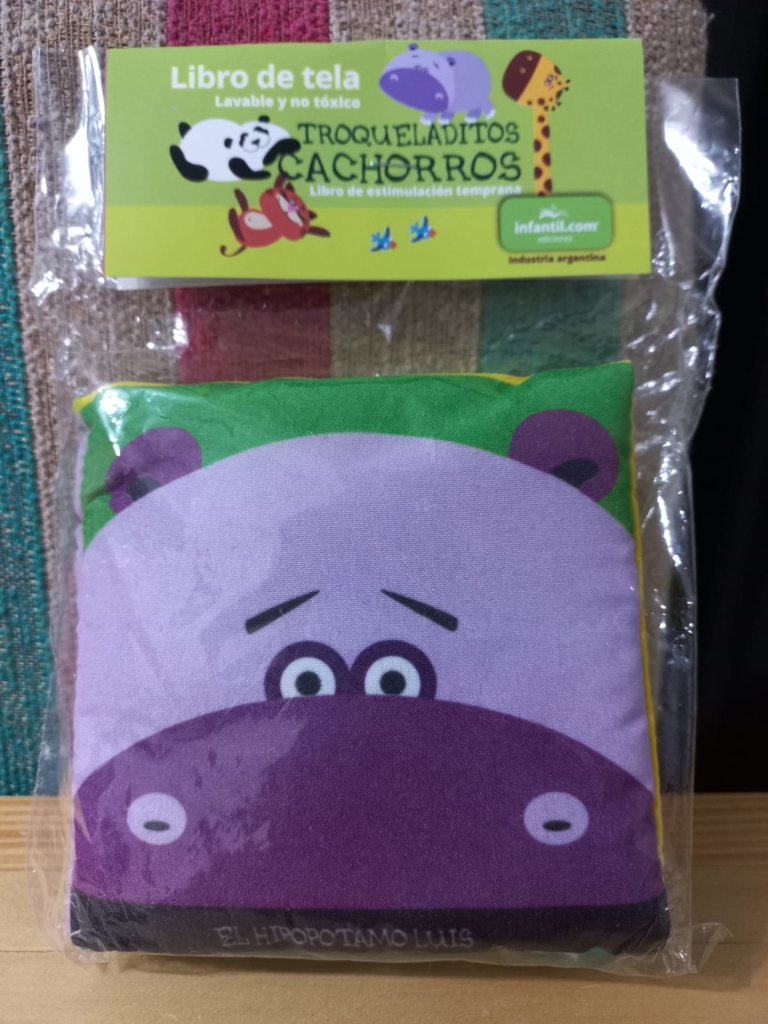 Libro de tela
Lavable y no tóxico
TROQUELADITOS
CACHORROS
Libro de estimulación temprana
infantil.com
ediciones
industria argentina
EL HIPOPOTAMO LUIS